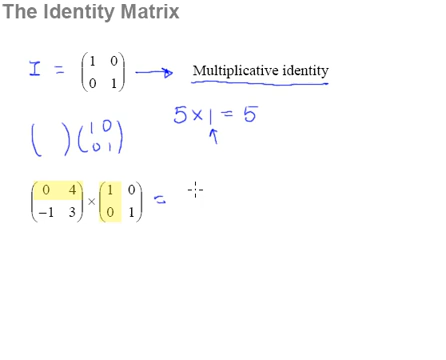 The Identity Matrix
I = (1 0
0 1) → Multiplicative identity
5 × 1 = 5
( ) (1 0
0 1)
(0 4
-1 3) × (1 0
0 1) =